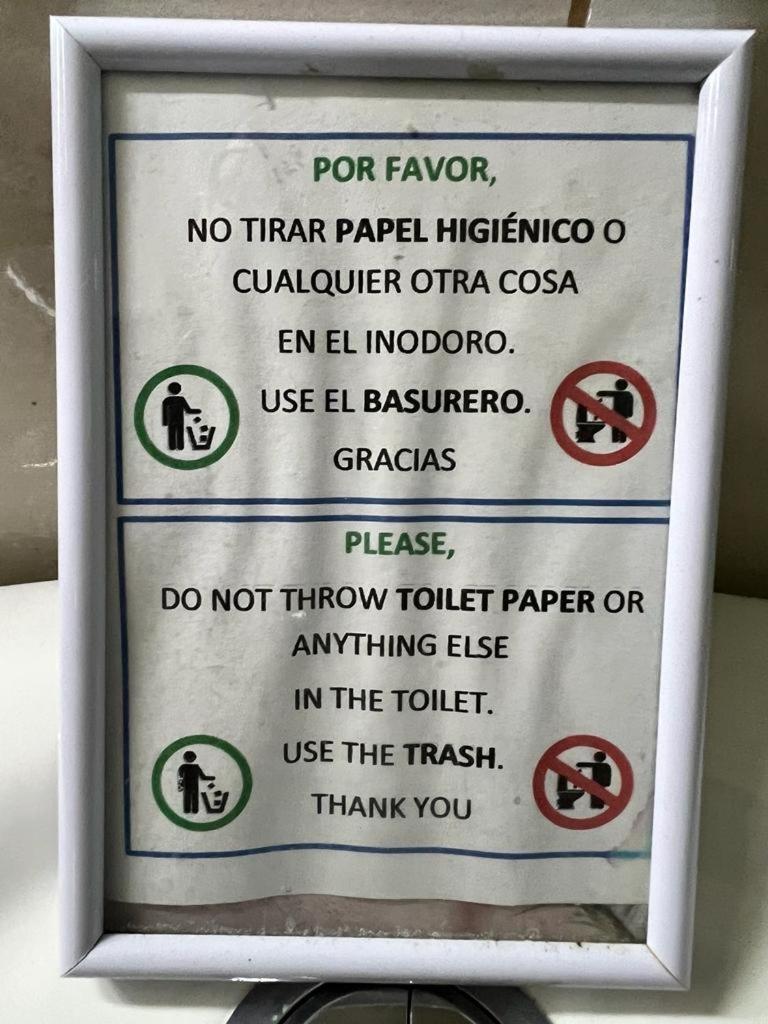 POR FAVOR,
NO TIRAR PAPEL HIGIÉNICO O
CUALQUIER OTRA COSA
EN EL INODORO.
USE EL BASURERO.
GRACIAS
PLEASE,
DO NOT THROW TOILET PAPER OR
ANYTHING ELSE
IN THE TOILET.
USE THE TRASH.
THANK YOU